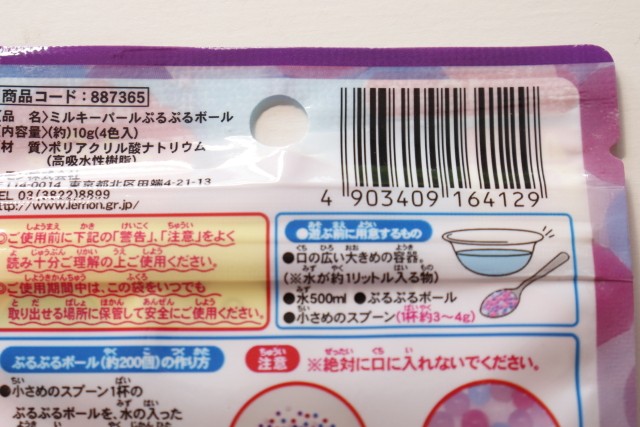 商品コード:887365
品 名〉ミルキーパールぷるぷるボール
内容量〉(約)10g(4色入)
材 質〉ポリアクリル酸ナトリウム
(高吸水性樹脂)
114-0014 東京都北区田端4-21-13
TEL 03(3822)8899
http://www.lemon.gr.jp/
4 903409 164129
ご使用前に下記の「警告」、「注意」をよく
読み十分ご理解の上ご使用ください。
ご使用期間中は、この袋をいつでも
取り出せる場所に保管して安全にご使用ください。
●遊ぶ前に用意するもの
●口の広い大きめの容器。
(※水が約1リットル入る物)
●水500ml ●ぷるぷるボール
●小さめのスプーン(1杯約3〜4g)
ぷるぷるボール(約200個)の作り方
注意 ※絶対に口に入れないでください。
●小さめのスプーン1杯の
ぷるぷるボールを、水の入った